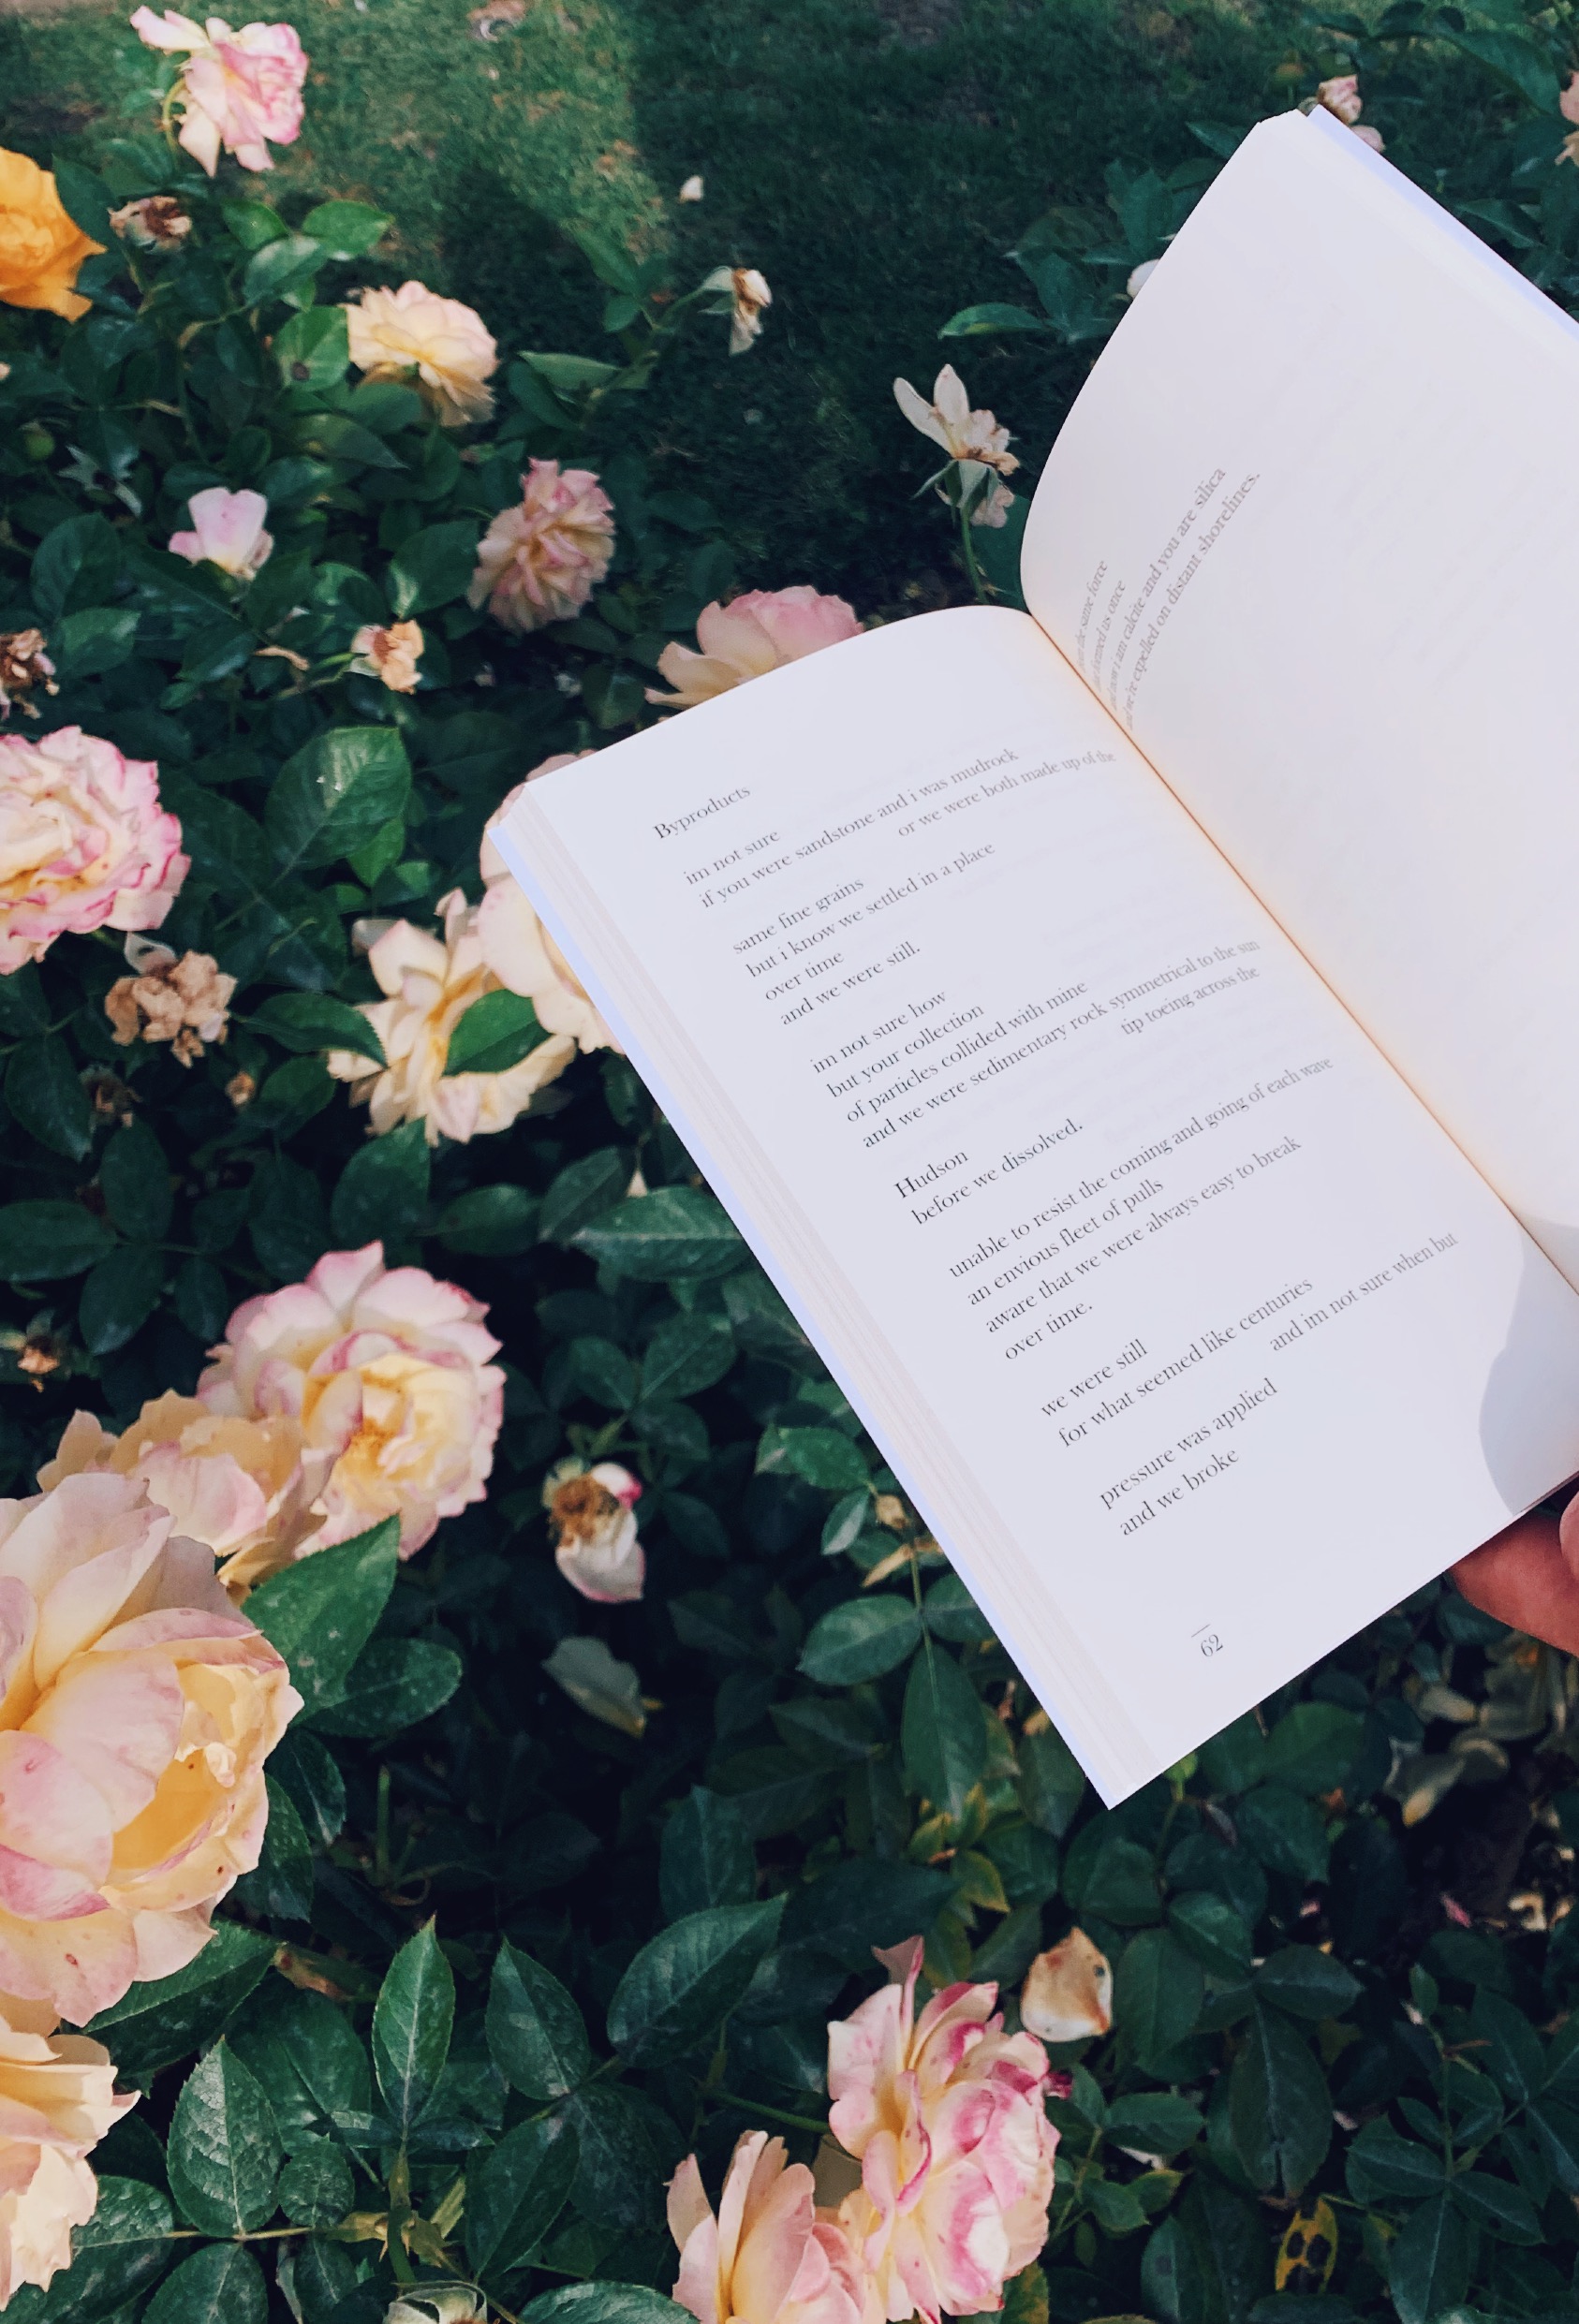 Byproducts
im not sure
if you were sandstone and i was mudrock
or we were both made up of the
same fine grains
but i know we settled in a place
over time
and we were still.
im not sure how
but your collection
of particles collided with mine
and we were sedimentary rock symmetrical to the sun
tip toeing across the
Hudson
before we dissolved.
unable to resist the coming and going of each wave
an envious fleet of pulls
aware that we were always easy to break
over time.
we were still
for what seemed like centuries
and im not sure when but
pressure was applied
and we broke
62
the same force
formed us once
and now i am calcite and you are silica
and we're expelled on distant shorelines.